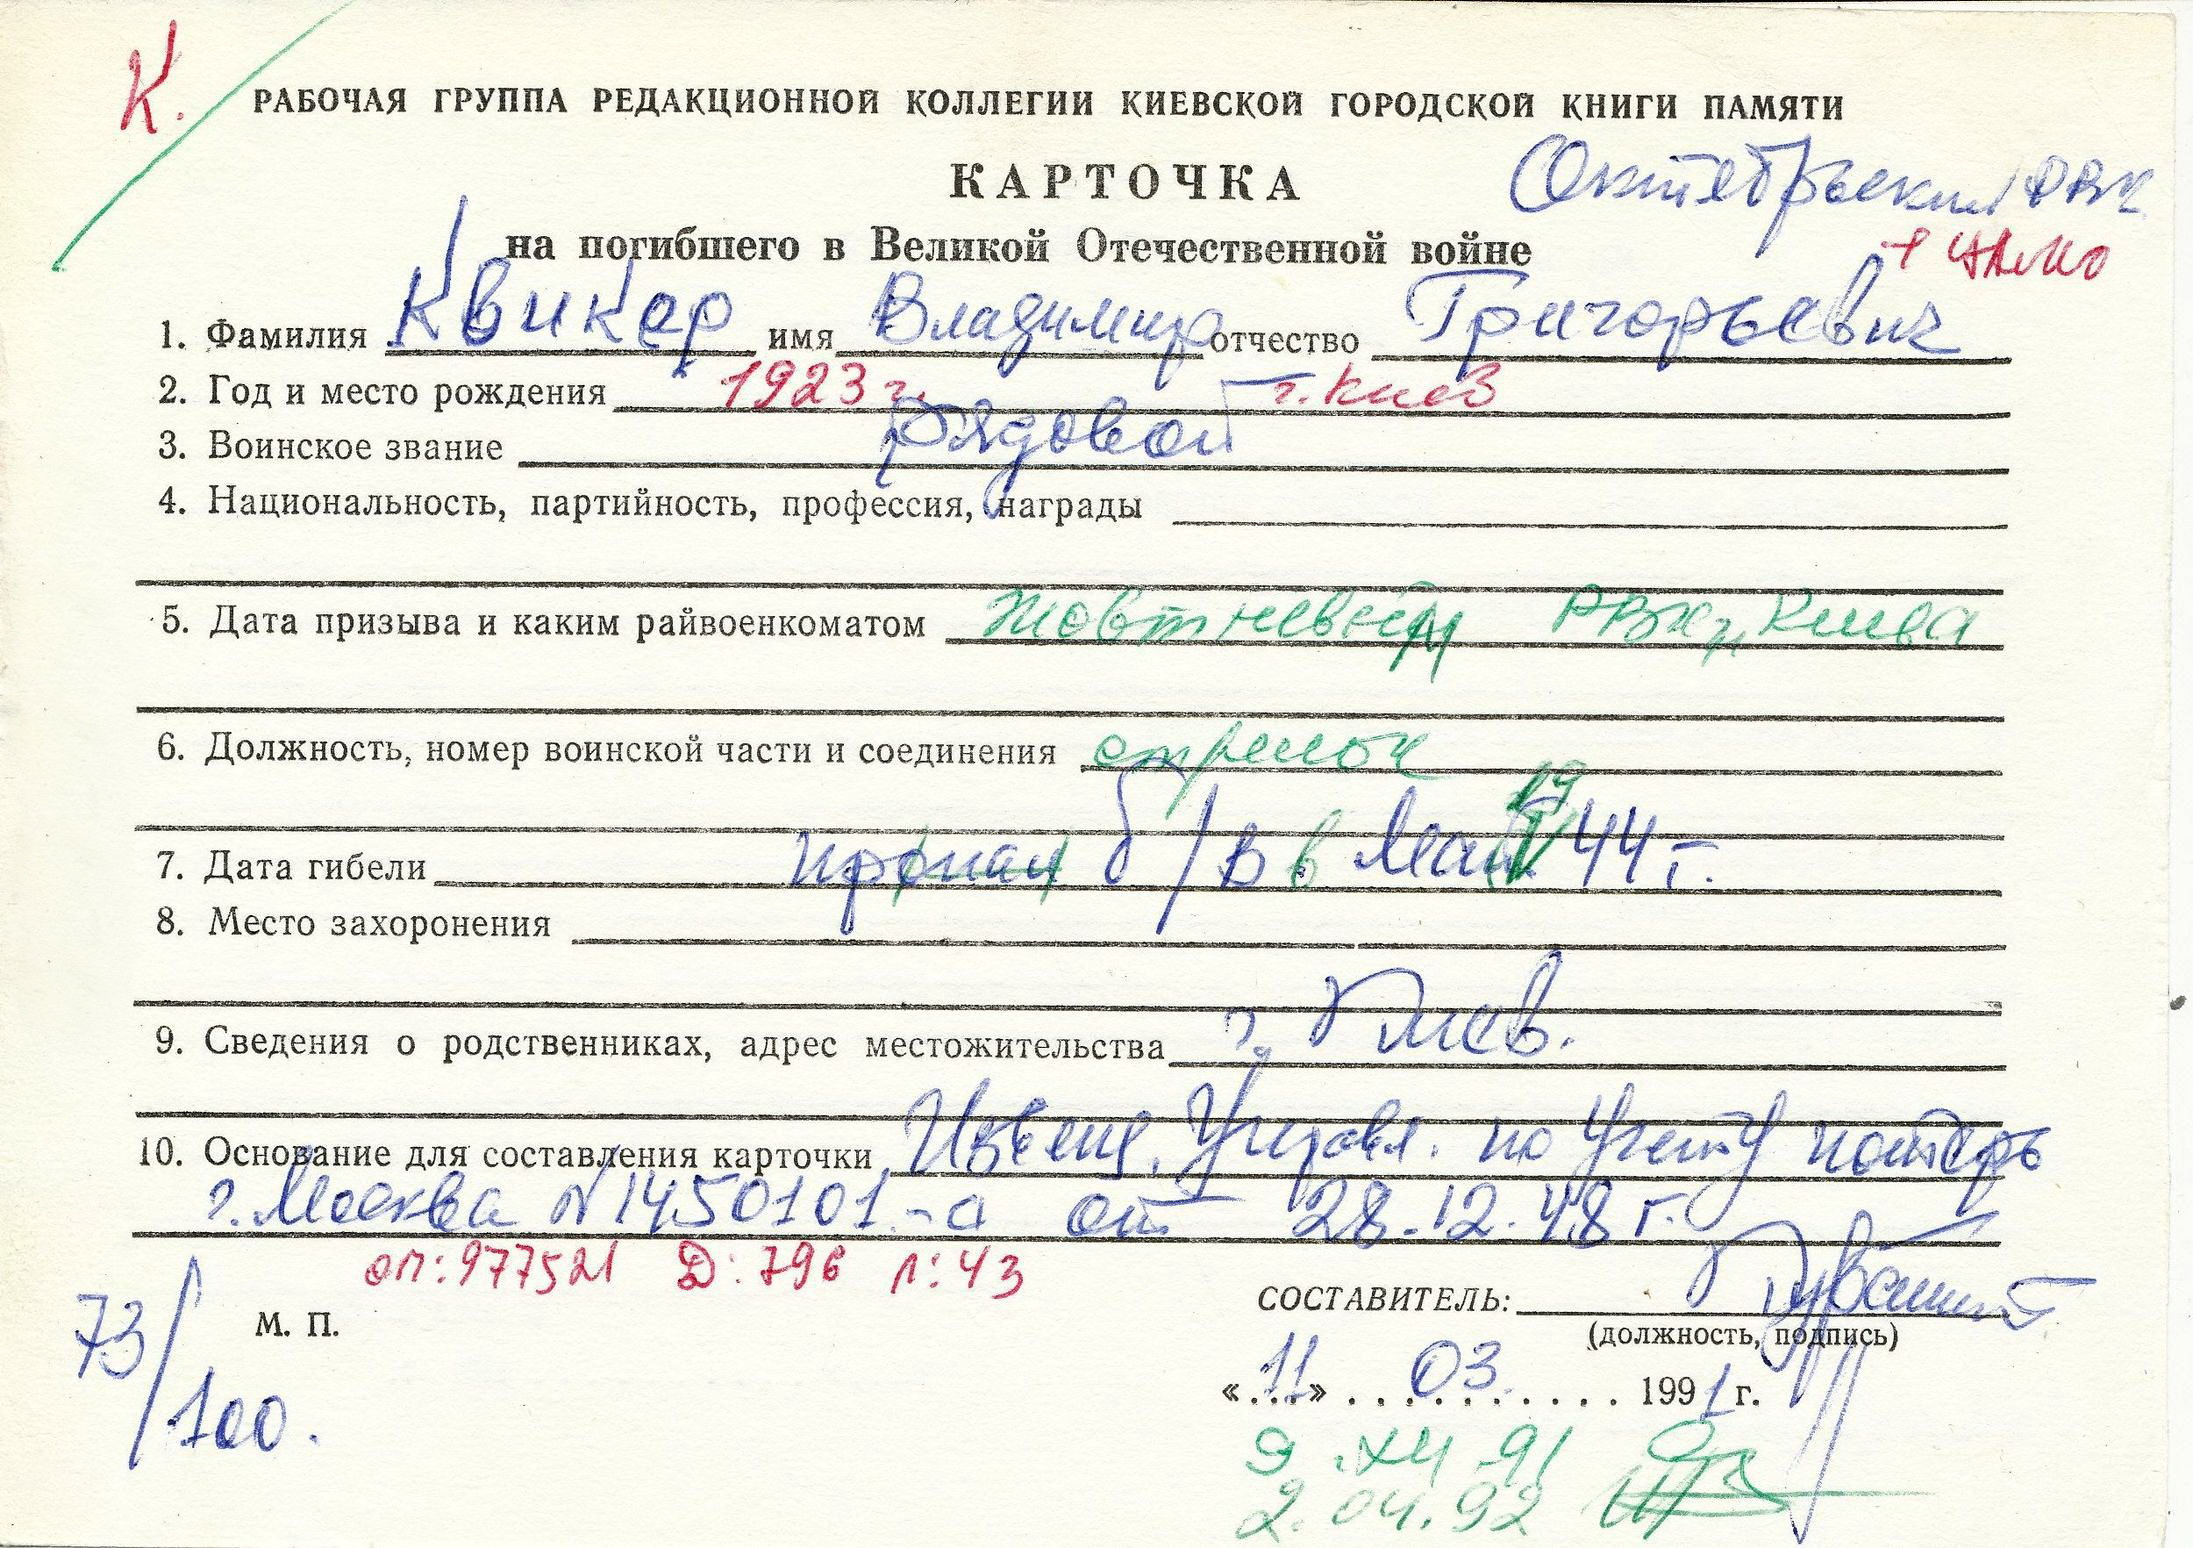 К.
РАБОЧАЯ ГРУППА РЕДАКЦИОННОЙ КОЛЛЕГИИ КИЕВСКОЙ ГОРОДСКОЙ КНИГИ ПАМЯТИ
КАРТОЧКА
Октябрьский РВК
на погибшего в Великой Отечественной войне
+ ЦАМО
1. Фамилия Квикер имя Владимир отчество Григорьевич
2. Год и место рождения 1923 г. г. Киев
3. Воинское звание рядовой
4. Национальность, партийность, профессия, награды
5. Дата призыва и каким райвоенкоматом Жовтневым РВК г. Киева
6. Должность, номер воинской части и соединения стрелок
7. Дата гибели пропал б/в в 1944 г.
8. Место захоронения
9. Сведения о родственниках, адрес местожительства г. Киев.
10. Основание для составления карточки Извещ. Управл. по учету потерь
г. Москва N 1450101-а от 28.12.48 г.
оп: 977521 Д: 796 л: 43
СОСТАВИТЕЛЬ:
М. П.
(должность, подпись)
73/100.
«11» 03. 1991 г.
2.04.92